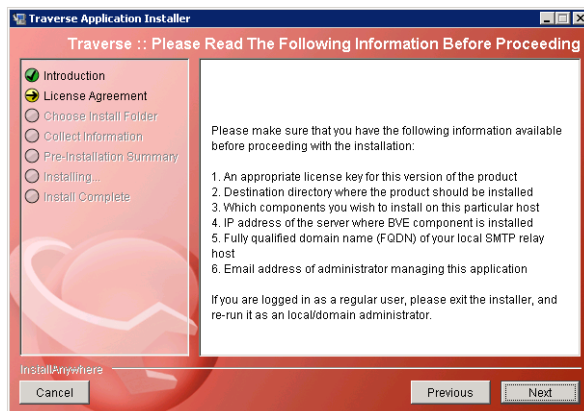 Traverse Application Installer
Traverse :: Please Read The Following Information Before Proceeding
Introduction
License Agreement
Choose Install Folder
Collect Information
Pre-Installation Summary
Installing...
Install Complete
Please make sure that you have the following information available
before proceeding with the installation:
1. An appropriate license key for this version of the product
2. Destination directory where the product should be installed
3. Which components you wish to install on this particular host
4. IP address of the server where BVE component is installed
5. Fully qualified domain name (FQDN) of your local SMTP relay
host
6. Email address of administrator managing this application
If you are logged in as a regular user, please exit the installer, and
re-run it as an local/domain administrator.
InstallAnywhere
Cancel
Previous
Next